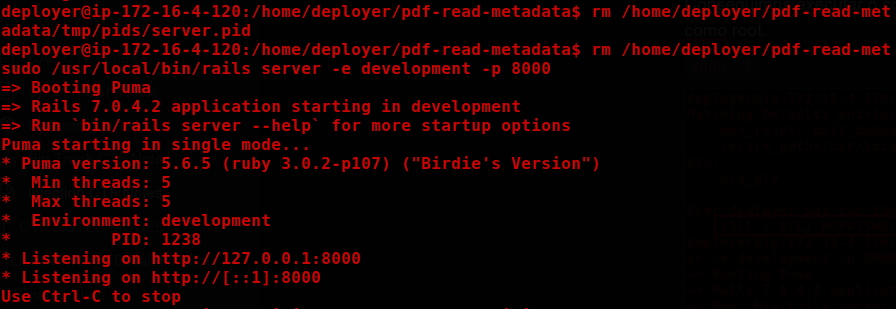 deployer@ip-172-16-4-120:/home/deployer/pdf-read-metadata$ rm /home/deployer/pdf-read-met
adata/tmp/pids/server.pid
deployer@ip-172-16-4-120:/home/deployer/pdf-read-metadata$ rm /home/deployer/pdf-read-met
sudo /usr/local/bin/rails server -e development -p 8000
=> Booting Puma
=> Rails 7.0.4.2 application starting in development
=> Run `bin/rails server --help` for more startup options
Puma starting in single mode...
* Puma version: 5.6.5 (ruby 3.0.2-p107) ("Birdie's Version")
*  Min threads: 5
*  Max threads: 5
*  Environment: development
*          PID: 1238
* Listening on http://127.0.0.1:8000
* Listening on http://[::1]:8000
Use Ctrl-C to stop
como root